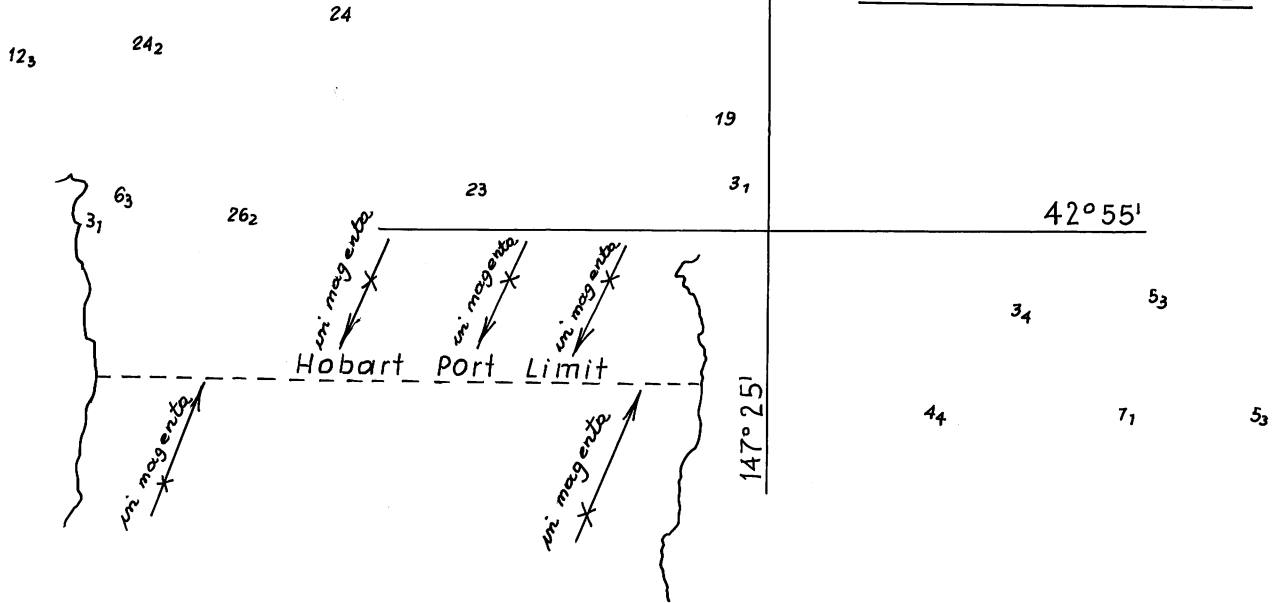 24
12₃ 24₂
19
6₃ 23 3₁
3₁ 26₂ 42°55'
in magenta in magenta in magenta
3₄ 5₃
Hobart Port Limit
147°25'
4₄ 7₁ 5₃
in magenta in magenta